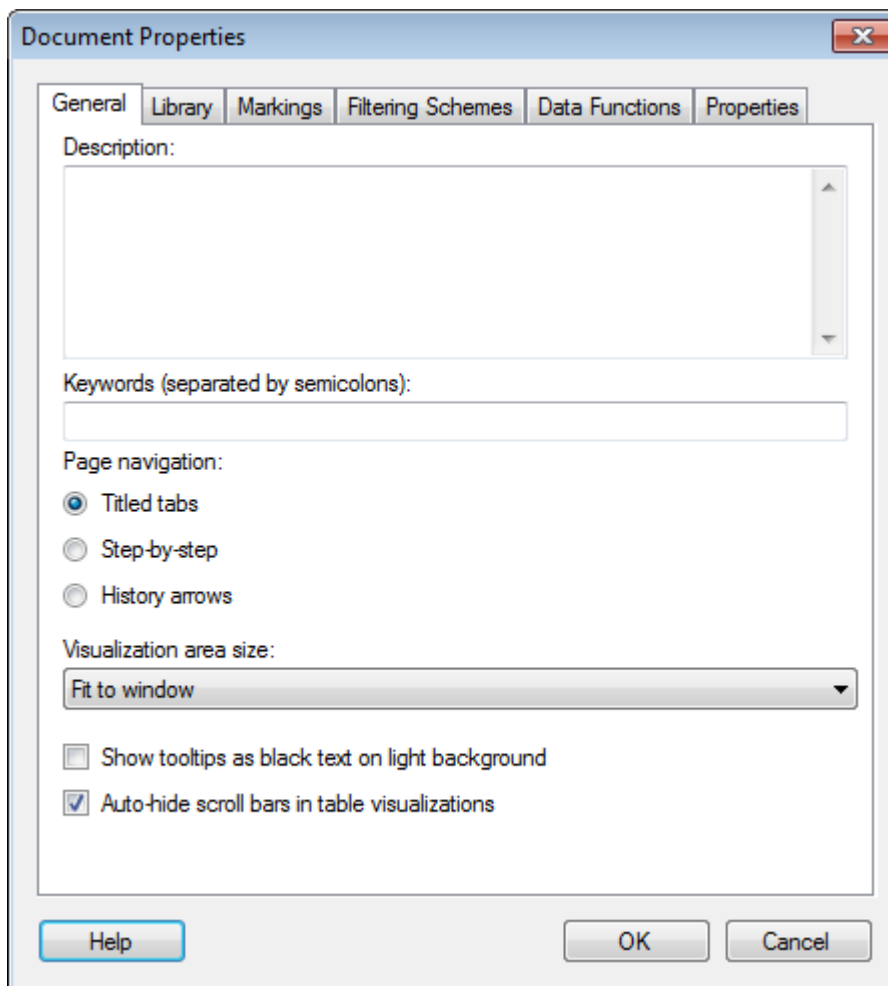 Document Properties
General Library Markings Filtering Schemes Data Functions Properties
Description:
Keywords (separated by semicolons):
Page navigation:
Titled tabs
Step-by-step
History arrows
Visualization area size:
Fit to window
Show tooltips as black text on light background
Auto-hide scroll bars in table visualizations
Help OK Cancel